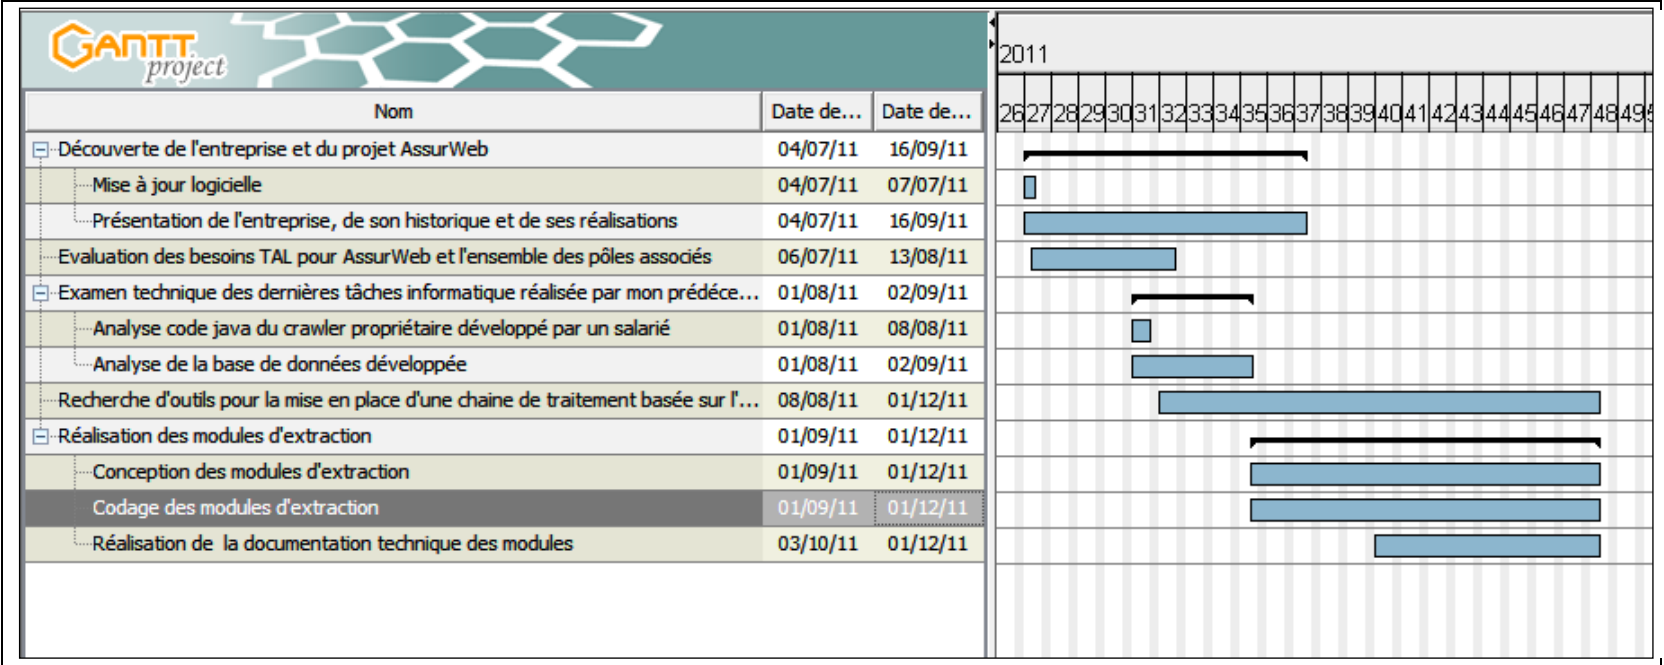 GANTT
project
2011
Nom Date de... Date de... 26 27 28 29 30 31 32 33 34 35 36 37 38 39 40 41 42 43 44 45 46 47 48 49
Découverte de l'entreprise et du projet AssurWeb 04/07/11 16/09/11
Mise à jour logicielle 04/07/11 07/07/11
Présentation de l'entreprise, de son historique et de ses réalisations 04/07/11 16/09/11
Evaluation des besoins TAL pour AssurWeb et l'ensemble des pôles associés 06/07/11 13/08/11
Examen technique des dernières tâches informatique réalisée par mon prédéce... 01/08/11 02/09/11
Analyse code java du crawler propriétaire développé par un salarié 01/08/11 08/08/11
Analyse de la base de données développée 01/08/11 02/09/11
Recherche d'outils pour la mise en place d'une chaine de traitement basée sur l'... 08/08/11 01/12/11
Réalisation des modules d'extraction 01/09/11 01/12/11
Conception des modules d'extraction 01/09/11 01/12/11
Codage des modules d'extraction 01/09/11 01/12/11
Réalisation de la documentation technique des modules 03/10/11 01/12/11